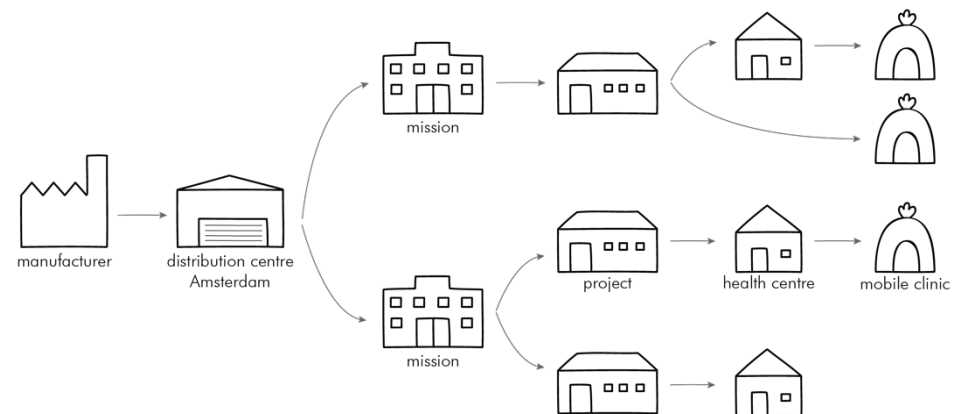 mission
manufacturer
distribution centre
Amsterdam
project
health centre
mobile clinic
mission